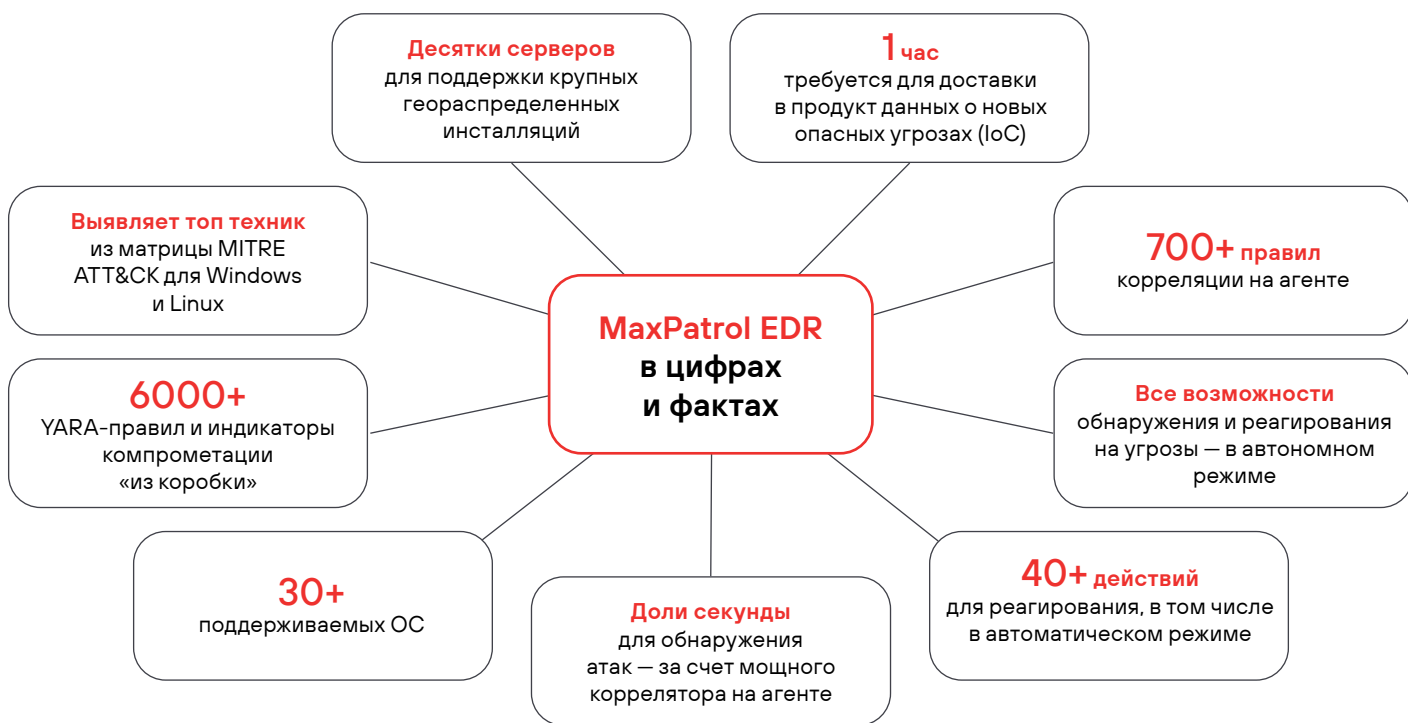 Десятки серверов
для поддержки крупных
геораспределенных
инсталляций
1 час
требуется для доставки
в продукт данных о новых
опасных угрозах (IoC)
Выявляет топ техник
из матрицы MITRE
ATT&CK для Windows
и Linux
700+ правил
корреляции на агенте
MaxPatrol EDR
в цифрах
и фактах
6000+
YARA-правил и индикаторы
компрометации
«из коробки»
Все возможности
обнаружения и реагирования
на угрозы — в автономном
режиме
30+
поддерживаемых ОС
Доли секунды
для обнаружения
атак — за счет мощного
коррелятора на агенте
40+ действий
для реагирования, в том числе
в автоматическом режиме